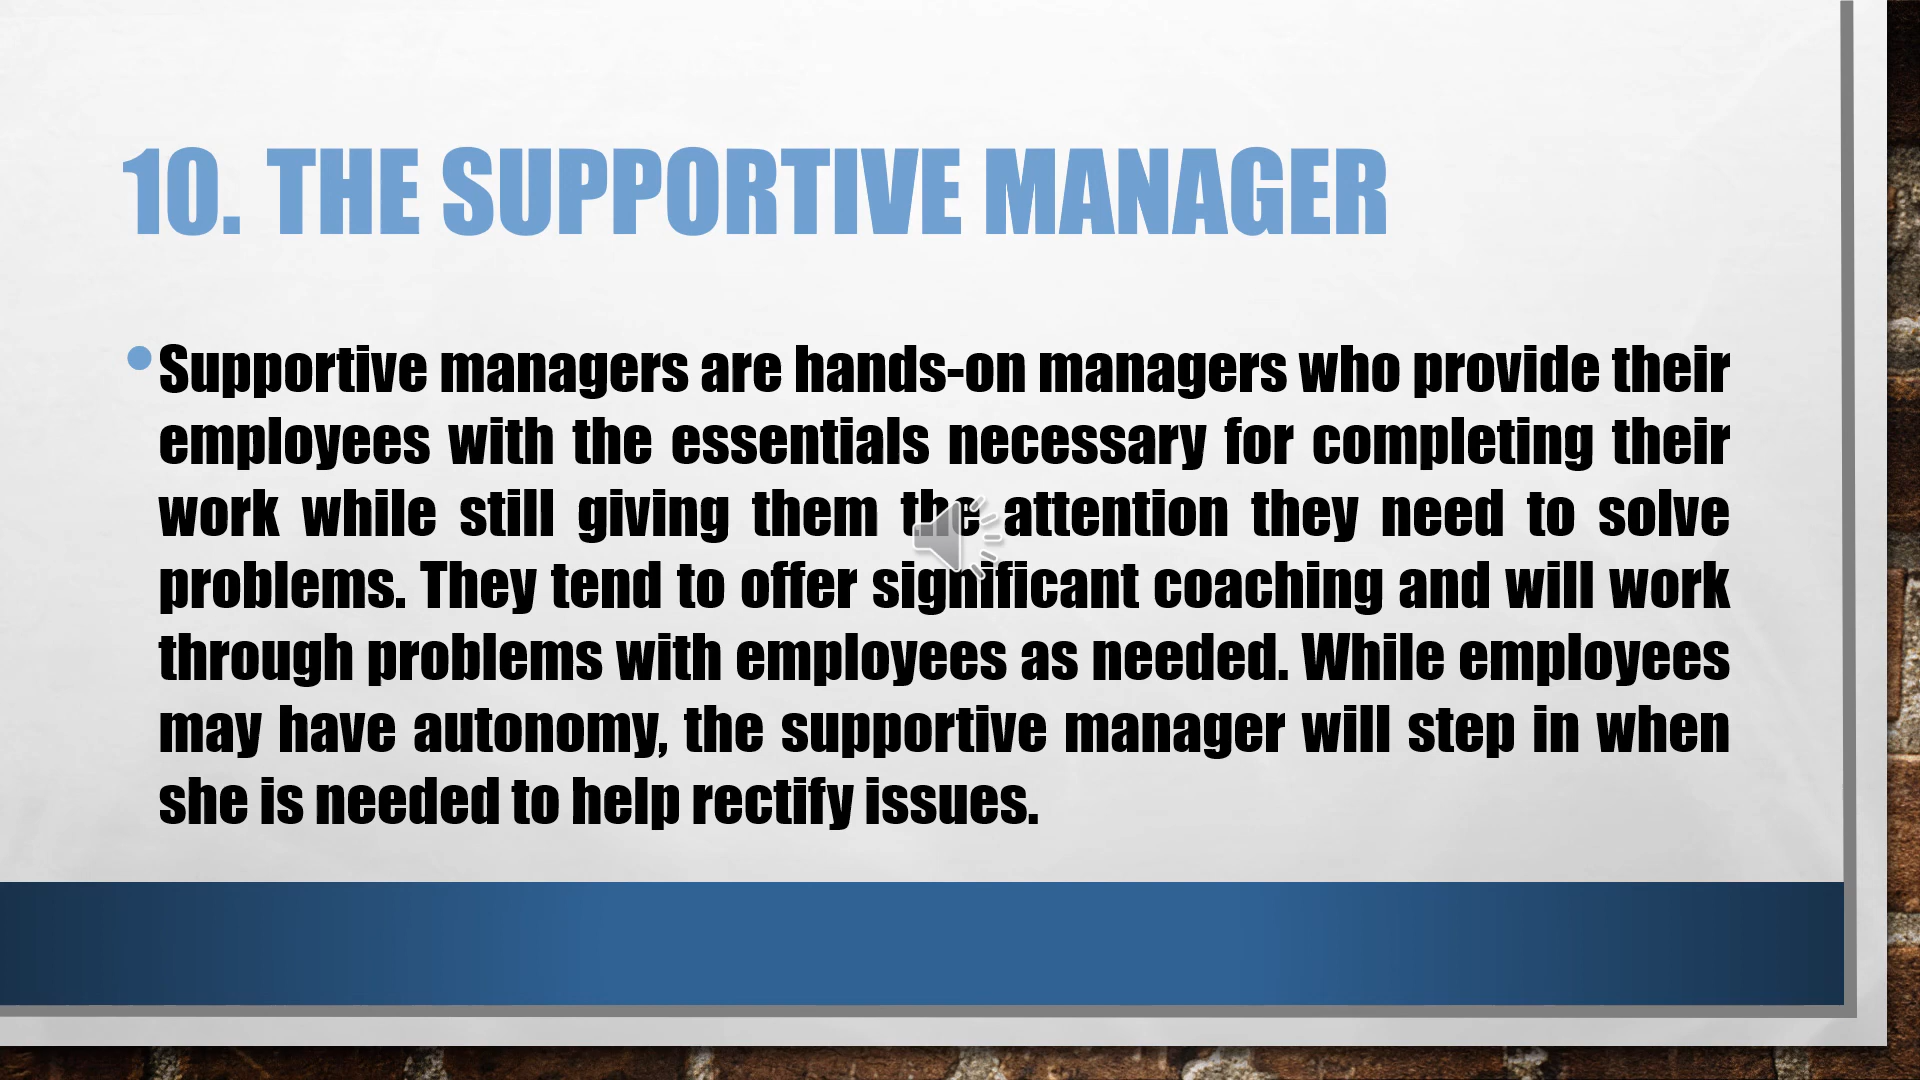 10. THE SUPPORTIVE MANAGER
• Supportive managers are hands-on managers who provide their
employees with the essentials necessary for completing their
work while still giving them the attention they need to solve
problems. They tend to offer significant coaching and will work
through problems with employees as needed. While employees
may have autonomy, the supportive manager will step in when
she is needed to help rectify issues.